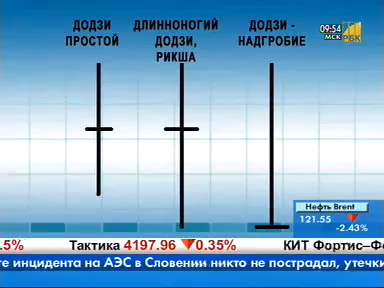 ДОДЗИ ПРОСТОЙ
ДЛИННОНОГИЙ ДОДЗИ, РИКША
ДОДЗИ - НАДГРОБИЕ
09:54
МСК
РБК
Нефть Brent
121.55
-2.43%
.5% Тактика 4197.96 0.35% КИТ Фортис-Ф
те инцидента на АЭС в Словении никто не пострадал, утечки